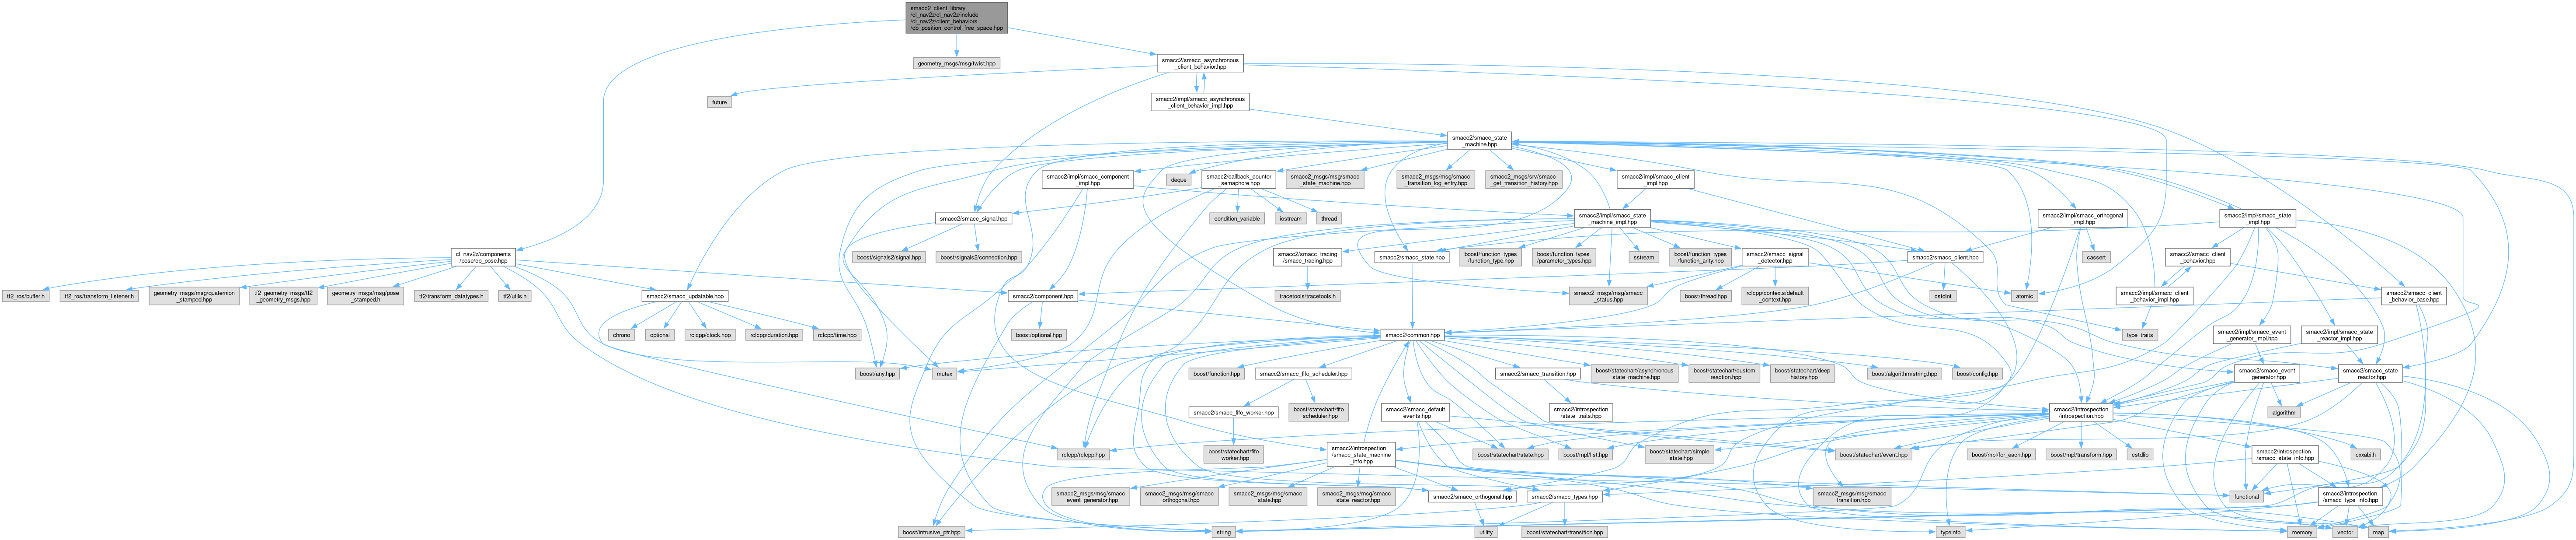 smacc2_client_library
/cl_nav2z/cl_nav2z/include
/cl_nav2z/client_behaviors
/cb_position_control_free_space.hpp
geometry_msgs/msg/twist.hpp
smacc2/smacc_asynchronous
_client_behavior.hpp
future
smacc2/impl/smacc_asynchronous
_client_behavior_impl.hpp
smacc2/smacc_state
_machine.hpp
smacc2/impl/smacc_component
_impl.hpp
deque
smacc2/callback_counter
_semaphore.hpp
smacc2_msgs/msg/smacc
_state_machine.hpp
smacc2_msgs/msg/smacc
_transition_log_entry.hpp
smacc2_msgs/srv/smacc
_get_transition_history.hpp
smacc2/impl/smacc_client
_impl.hpp
smacc2/smacc_signal.hpp
condition_variable
iostream
thread
smacc2/impl/smacc_state
_machine_impl.hpp
smacc2/impl/smacc_orthogonal
_impl.hpp
smacc2/impl/smacc_state
_impl.hpp
cl_nav2z/components
/pose/cp_pose.hpp
boost/signals2/signal.hpp
boost/signals2/connection.hpp
smacc2/smacc_tracing
/smacc_tracing.hpp
smacc2/smacc_state.hpp
boost/function_types
/function_type.hpp
boost/function_types
/parameter_types.hpp
sstream
boost/function_types
/function_arity.hpp
smacc2/smacc_signal
_detector.hpp
smacc2/smacc_client.hpp
cassert
smacc2/smacc_client
_behavior.hpp
tf2_ros/buffer.h
tf2_ros/transform_listener.h
geometry_msgs/msg/quaternion
_stamped.hpp
tf2_geometry_msgs/tf2
_geometry_msgs.hpp
geometry_msgs/msg/pose
_stamped.h
tf2/transform_datatypes.h
tf2/utils.h
smacc2/smacc_updatable.hpp
smacc2/component.hpp
tracetools/tracetools.h
smacc2_msgs/msg/smacc
_status.hpp
boost/thread.hpp
rclcpp/contexts/default
_context.hpp
cstdint
atomic
smacc2/impl/smacc_client
_behavior_impl.hpp
smacc2/smacc_client
_behavior_base.hpp
chrono
optional
rclcpp/clock.hpp
rclcpp/duration.hpp
rclcpp/time.hpp
boost/optional.hpp
smacc2/common.hpp
type_traits
smacc2/impl/smacc_event
_generator_impl.hpp
smacc2/impl/smacc_state
_reactor_impl.hpp
boost/any.hpp
mutex
boost/function.hpp
smacc2/smacc_fifo_scheduler.hpp
smacc2/smacc_transition.hpp
boost/statechart/asynchronous
_state_machine.hpp
boost/statechart/custom
_reaction.hpp
boost/statechart/deep
_history.hpp
boost/algorithm/string.hpp
boost/config.hpp
smacc2/smacc_event
_generator.hpp
smacc2/smacc_state
_reactor.hpp
smacc2/smacc_fifo_worker.hpp
boost/statechart/fifo
_scheduler.hpp
smacc2/smacc_default
_events.hpp
smacc2/introspection
/state_traits.hpp
smacc2/introspection
/introspection.hpp
algorithm
rclcpp/rclcpp.hpp
boost/statechart/fifo
_worker.hpp
smacc2/introspection
/smacc_state_machine
_info.hpp
boost/statechart/state.hpp
boost/mpl/list.hpp
boost/statechart/simple
_state.hpp
boost/statechart/event.hpp
boost/mpl/for_each.hpp
boost/mpl/transform.hpp
cstdlib
smacc2/introspection
/smacc_state_info.hpp
cxxabi.h
smacc2_msgs/msg/smacc
_event_generator.hpp
smacc2_msgs/msg/smacc
_orthogonal.hpp
smacc2_msgs/msg/smacc
_state.hpp
smacc2_msgs/msg/smacc
_state_reactor.hpp
smacc2/smacc_orthogonal.hpp
smacc2/smacc_types.hpp
smacc2_msgs/msg/smacc
_transition.hpp
functional
smacc2/introspection
/smacc_type_info.hpp
boost/intrusive_ptr.hpp
string
utility
boost/statechart/transition.hpp
typeinfo
memory
vector
map